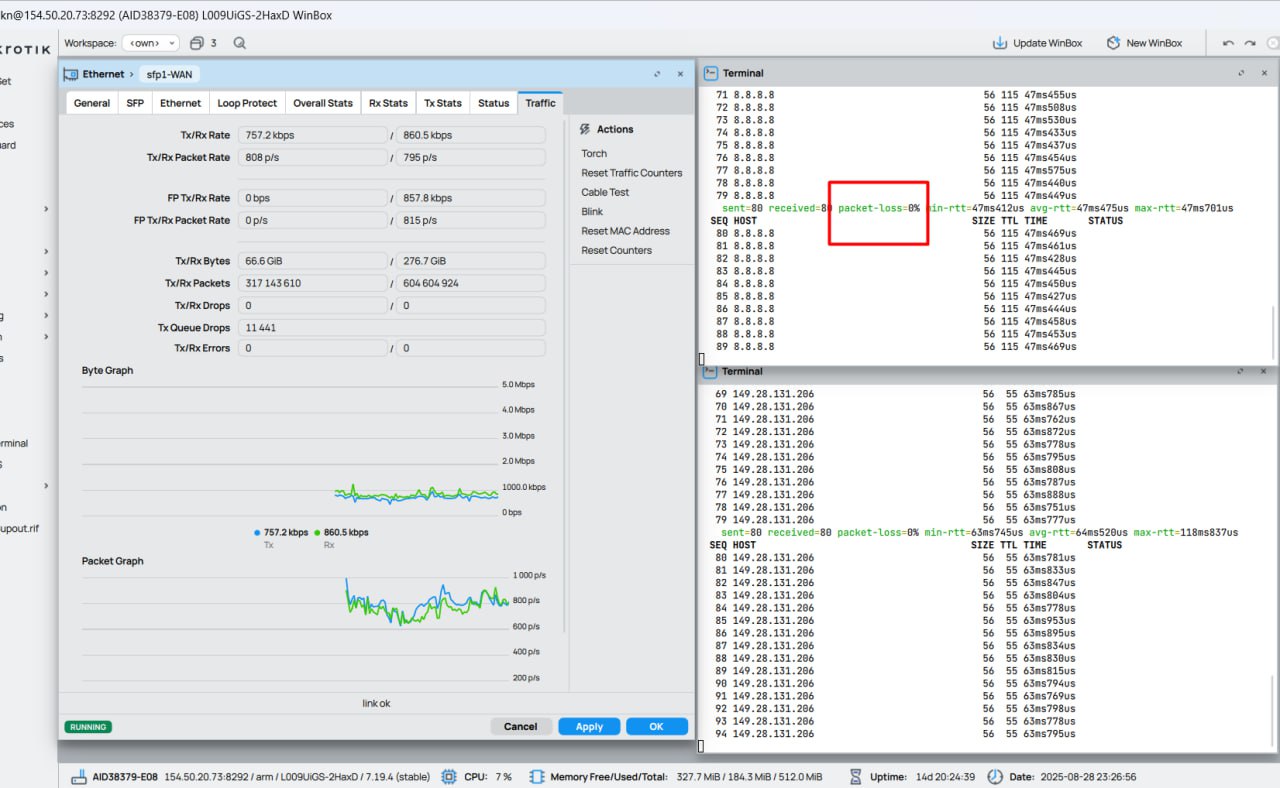 kn@154.50.20.73:8292 (AID38379-E08) L009UiGS-2HaxD WinBox
Workspace: <own> 3 Update WinBox New WinBox
Ethernet > sfp1-WAN
General SFP Ethernet Loop Protect Overall Stats Rx Stats Tx Stats Status Traffic
Tx/Rx Rate 757.2 kbps / 860.5 kbps
Tx/Rx Packet Rate 808 p/s / 795 p/s
FP Tx/Rx Rate 0 bps / 857.8 kbps
FP Tx/Rx Packet Rate 0 p/s / 815 p/s
Tx/Rx Bytes 66.6 GiB / 276.7 GiB
Tx/Rx Packets 317 143 610 / 604 604 924
Tx/Rx Drops 0 / 0
Tx Queue Drops 11 441
Tx/Rx Errors 0 / 0
Byte Graph
5.0 Mbps
4.0 Mbps
3.0 Mbps
2.0 Mbps
1000.0 kbps
0 bps
757.2 kbps 860.5 kbps
Tx Rx
Packet Graph
1 000 p/s
800 p/s
600 p/s
400 p/s
200 p/s
link ok
RUNNING Cancel Apply OK
Actions
Torch
Reset Traffic Counters
Cable Test
Blink
Reset MAC Address
Reset Counters
Terminal
71 8.8.8.8 56 115 47ms455us
72 8.8.8.8 56 115 47ms508us
73 8.8.8.8 56 115 47ms530us
74 8.8.8.8 56 115 47ms433us
75 8.8.8.8 56 115 47ms437us
76 8.8.8.8 56 115 47ms454us
77 8.8.8.8 56 115 47ms575us
78 8.8.8.8 56 115 47ms440us
79 8.8.8.8 56 115 47ms449us
sent=80 received=80 packet-loss=0% min-rtt=47ms412us avg-rtt=47ms475us max-rtt=47ms701us
SEQ HOST SIZE TTL TIME STATUS
80 8.8.8.8 56 115 47ms469us
81 8.8.8.8 56 115 47ms461us
82 8.8.8.8 56 115 47ms428us
83 8.8.8.8 56 115 47ms445us
84 8.8.8.8 56 115 47ms450us
85 8.8.8.8 56 115 47ms427us
86 8.8.8.8 56 115 47ms444us
87 8.8.8.8 56 115 47ms458us
88 8.8.8.8 56 115 47ms453us
89 8.8.8.8 56 115 47ms469us
Terminal
69 149.28.131.206 56 55 63ms785us
70 149.28.131.206 56 55 63ms867us
71 149.28.131.206 56 55 63ms762us
72 149.28.131.206 56 55 63ms872us
73 149.28.131.206 56 55 63ms778us
74 149.28.131.206 56 55 63ms795us
75 149.28.131.206 56 55 63ms808us
76 149.28.131.206 56 55 63ms787us
77 149.28.131.206 56 55 63ms888us
78 149.28.131.206 56 55 63ms751us
79 149.28.131.206 56 55 63ms777us
sent=80 received=80 packet-loss=0% min-rtt=63ms745us avg-rtt=64ms520us max-rtt=118ms837us
SEQ HOST SIZE TTL TIME STATUS
80 149.28.131.206 56 55 63ms781us
81 149.28.131.206 56 55 63ms833us
82 149.28.131.206 56 55 63ms847us
83 149.28.131.206 56 55 63ms804us
84 149.28.131.206 56 55 63ms778us
85 149.28.131.206 56 55 63ms953us
86 149.28.131.206 56 55 63ms895us
87 149.28.131.206 56 55 63ms834us
88 149.28.131.206 56 55 63ms830us
89 149.28.131.206 56 55 63ms815us
90 149.28.131.206 56 55 63ms794us
91 149.28.131.206 56 55 63ms769us
92 149.28.131.206 56 55 63ms798us
93 149.28.131.206 56 55 63ms778us
94 149.28.131.206 56 55 63ms795us
AID38379-E08 154.50.20.73:8292 / arm / L009UiGS-2HaxD / 7.19.4 (stable) CPU: 7 % Memory Free/Used/Total: 327.7 MiB / 184.3 MiB / 512.0 MiB Uptime: 14d 20:24:39 Date: 2025-08-28 23:26:56